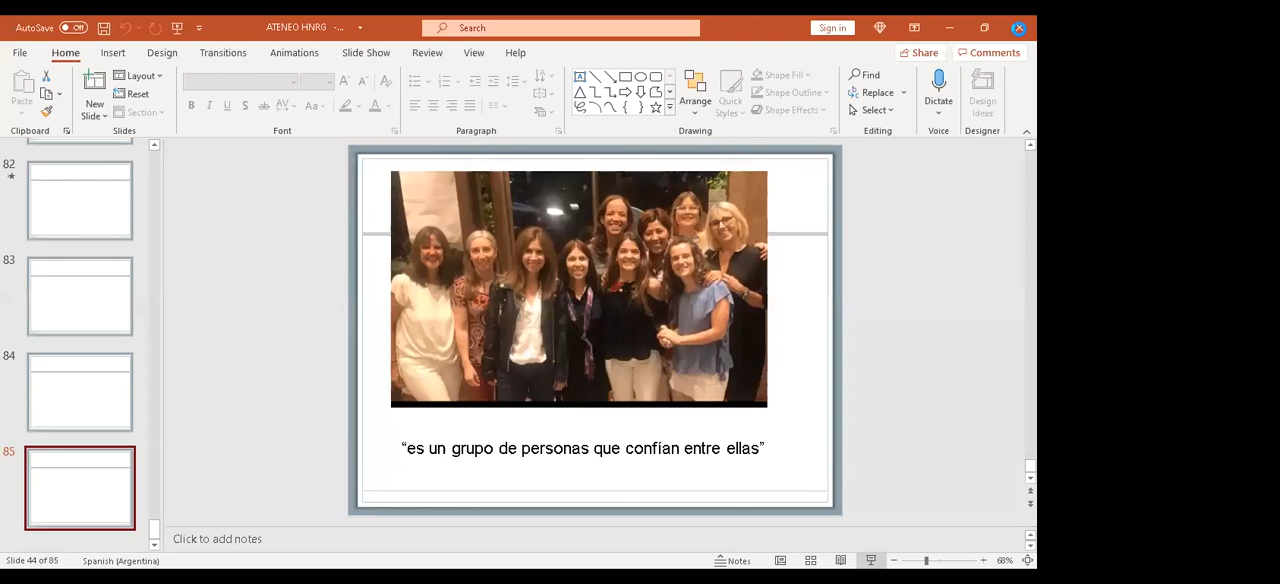 AutoSave Off ATENEO HNRG -... Search Sign in
File Home Insert Design Transitions Animations Slide Show Review View Help Share Comments
Paste Layout Reset Section New Slide Find Replace Select Arrange Quick Styles Shape Fill Shape Outline Shape Effects Dictate Design Ideas
B I U S ab AV Aa A
Clipboard Slides Font Paragraph Drawing Editing Voice Designer
82
83
84
85
“es un grupo de personas que confían entre ellas”
Click to add notes
Slide 44 of 85 Spanish (Argentina) Notes 68%